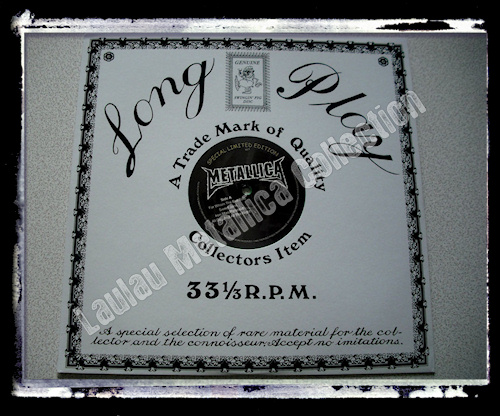 Long Play
GENUINE
A Trade Mark of Quality
SPECIAL LIMITED EDITION!
METALLICA
Side A
Collectors Item
33⅓ R.P.M.
A special selection of rare material for the col-
lector and the connoisseur. Accept no imitations.
Laulau Metallica Collection